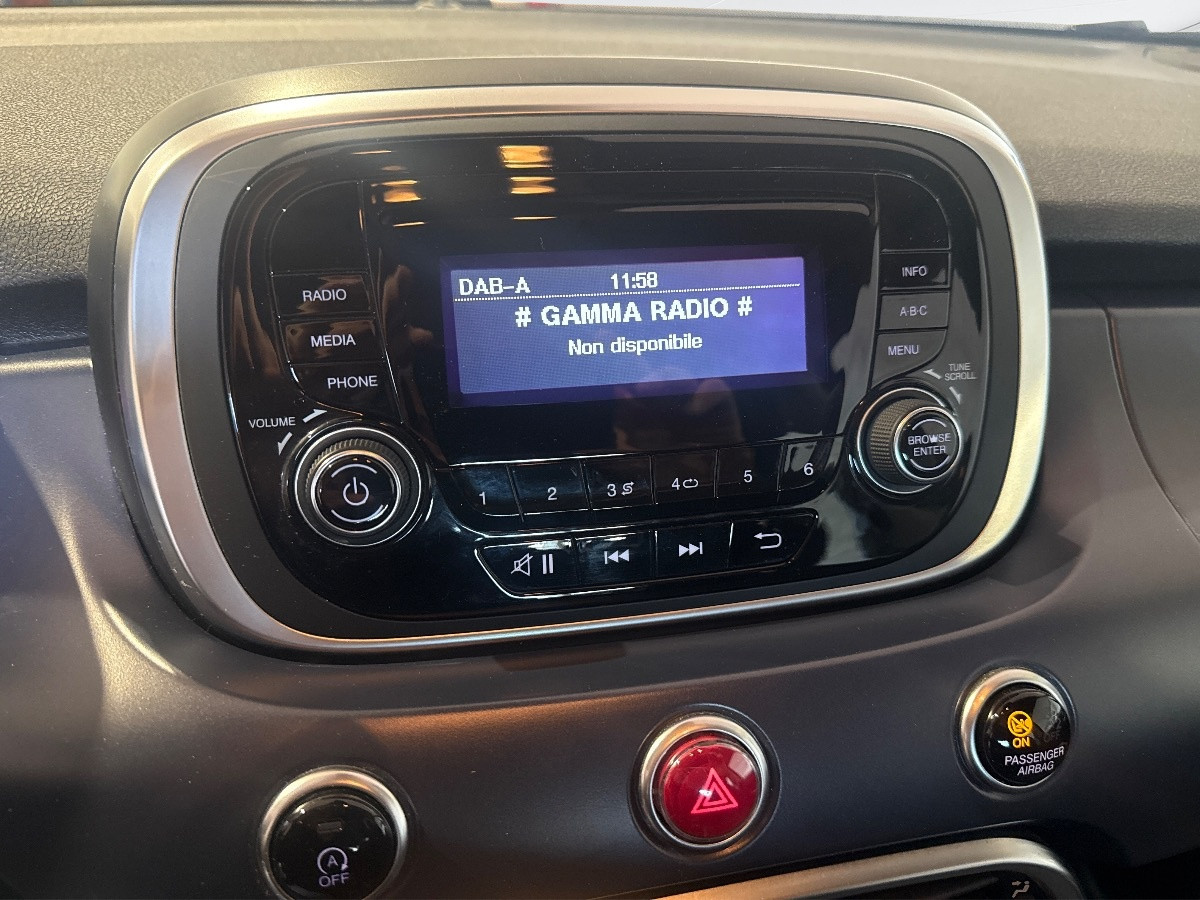 DAB-A 11:58
# GAMMA RADIO #
Non disponibile
RADIO
MEDIA
PHONE
VOLUME
INFO
A·B·C
MENU
TUNE
SCROLL
BROWSE
ENTER
1 2 3 4 5 6
ON
PASSENGER
AIRBAG
A
OFF